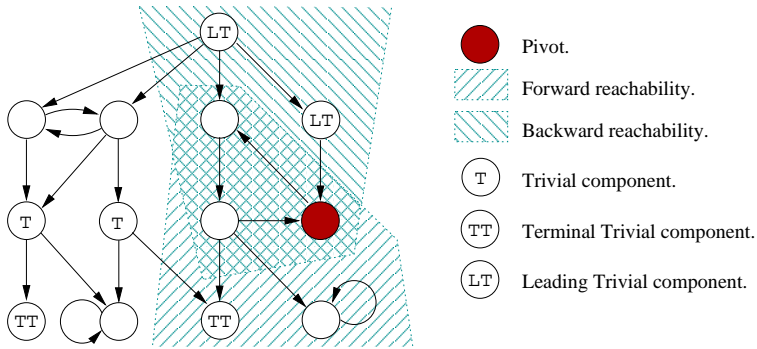 LT
LT
T
T
TT
TT
Pivot.
Forward reachability.
Backward reachability.
T Trivial component.
TT Terminal Trivial component.
LT Leading Trivial component.